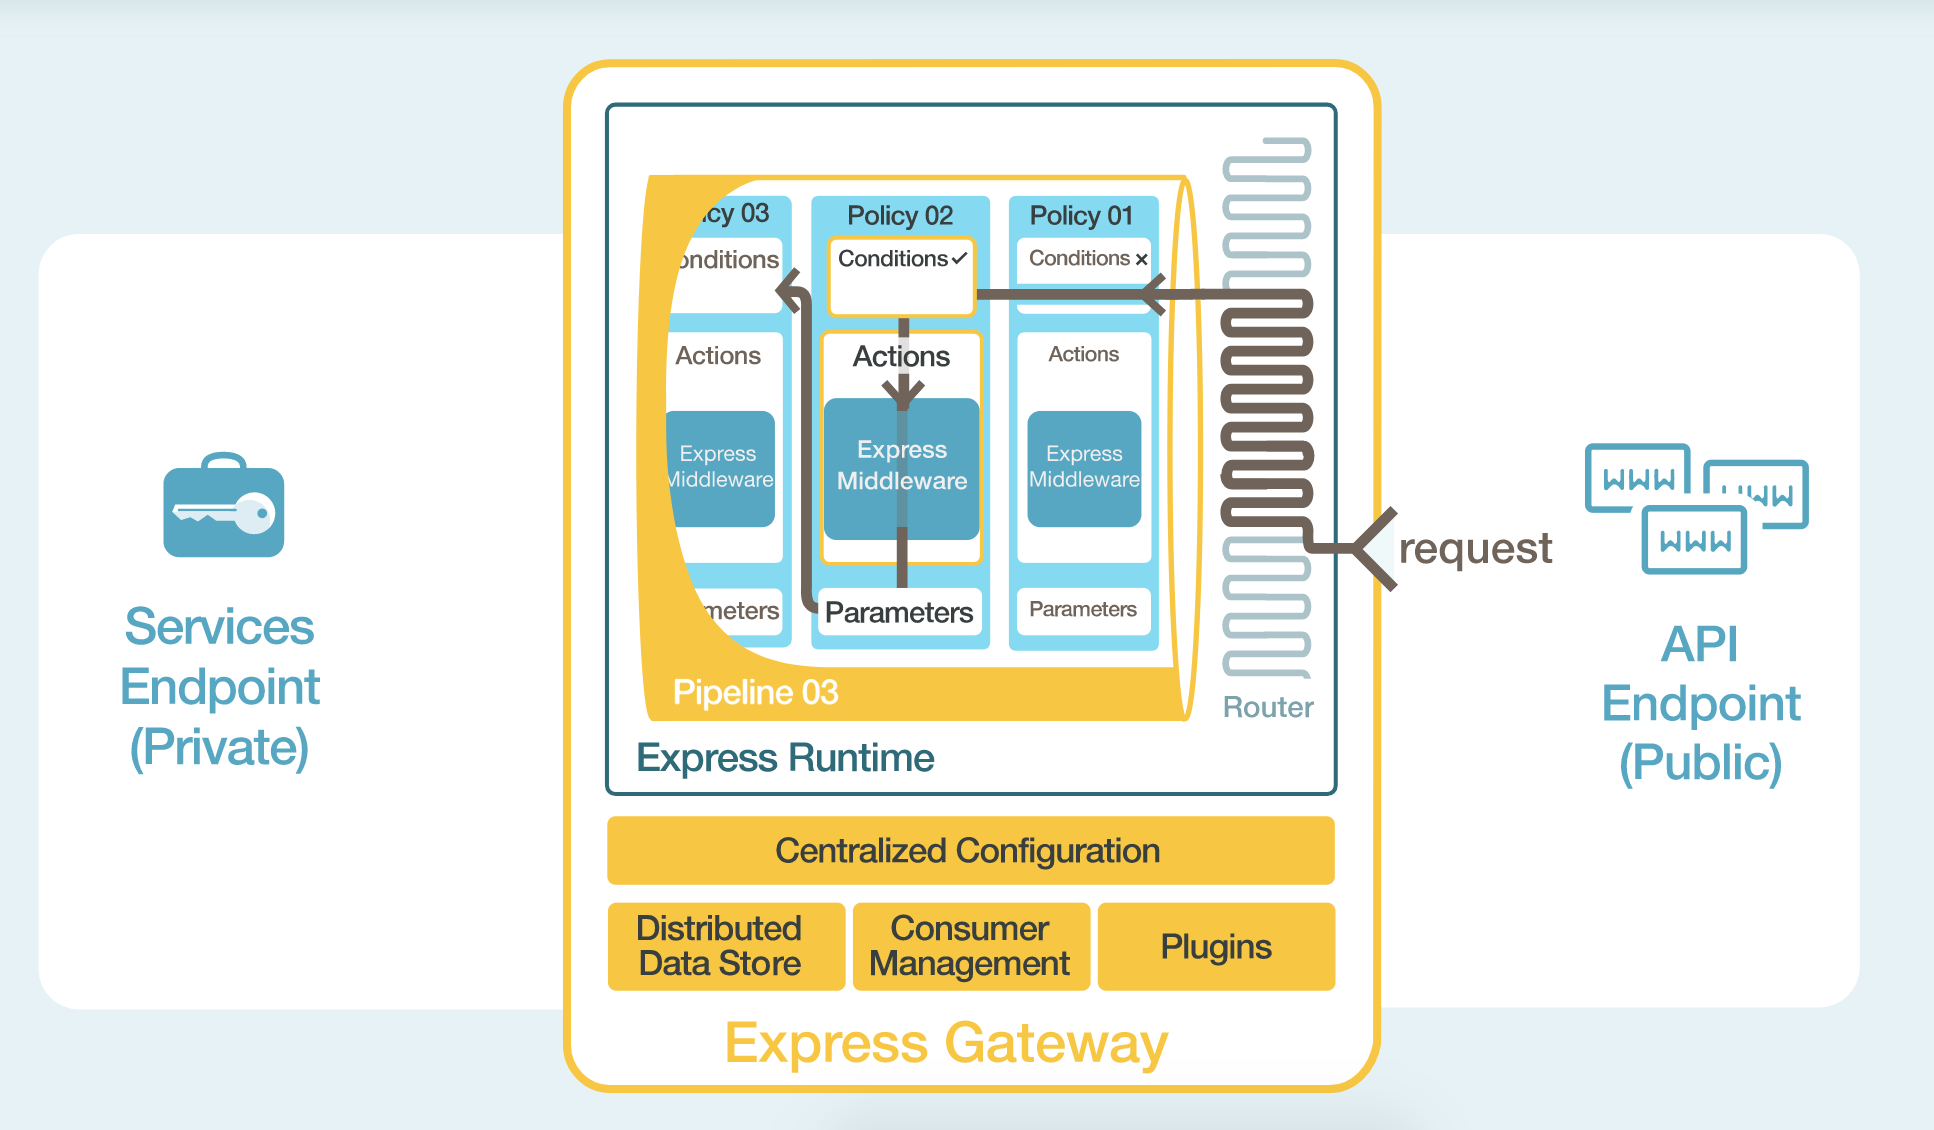 icy 03
Policy 02
Policy 01
onditions
Conditions ✓
Conditions ×
Actions
Actions
Actions
Express
Middleware
Express
Middleware
Express
Middleware
meters
Parameters
Parameters
Pipeline 03
Router
Express Runtime
request
www
www
www
Services
Endpoint
(Private)
API
Endpoint
(Public)
Centralized Configuration
Distributed
Data Store
Consumer
Management
Plugins
Express Gateway